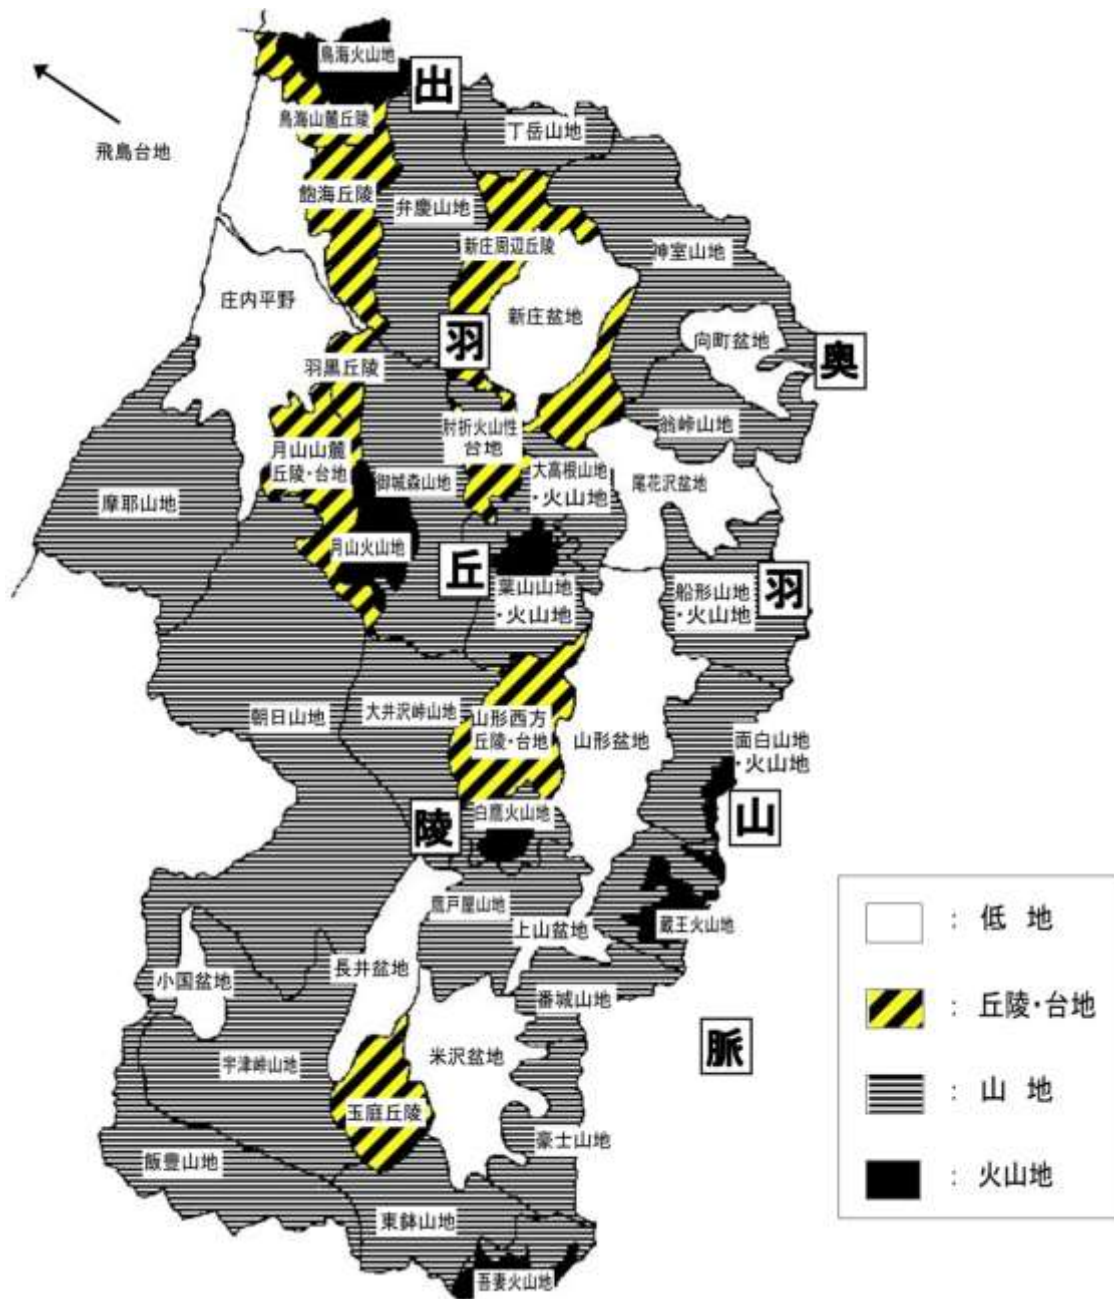 鳥海火山地
出
鳥海山麓丘陵
丁岳山地
飛鳥台地
飽海丘陵
弁慶山地
新庄周辺丘陵
神室山地
庄内平野
新庄盆地
羽
向町盆地
奥
羽黒丘陵
翁峠山地
肘折火山性
台地
月山山麓
丘陵・台地
御城森山地
大高根山地
・火山地
尾花沢盆地
摩耶山地
月山火山地
丘
葉山山地
・火山地
船形山地
・火山地
羽
朝日山地
大井沢峠山地
山形西方
丘陵・台地
山形盆地
面白山地
・火山地
陵
白鷹火山地
山
鷹戸屋山地
上山盆地
蔵王火山地
小国盆地
長井盆地
番城山地
米沢盆地
脈
宇津峠山地
玉庭丘陵
豪士山地
飯豊山地
東鉢山地
吾妻火山地
：低 地
：丘陵・台地
：山 地
：火山地